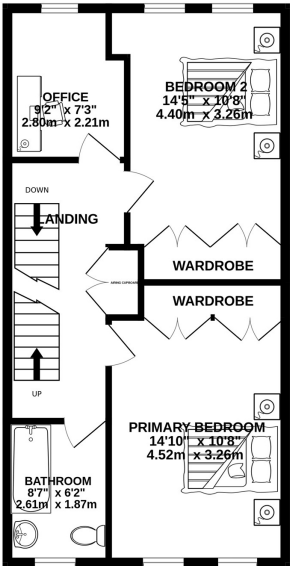 OFFICE
9'2" x 7'3"
2.80m x 2.21m
BEDROOM 2
14'5" x 10'8"
4.40m x 3.26m
DOWN
LANDING
WARDROBE
AIRING CUPBOARD
WARDROBE
UP
PRIMARY BEDROOM
14'10" x 10'8"
4.52m x 3.26m
BATHROOM
8'7" x 6'2"
2.61m x 1.87m